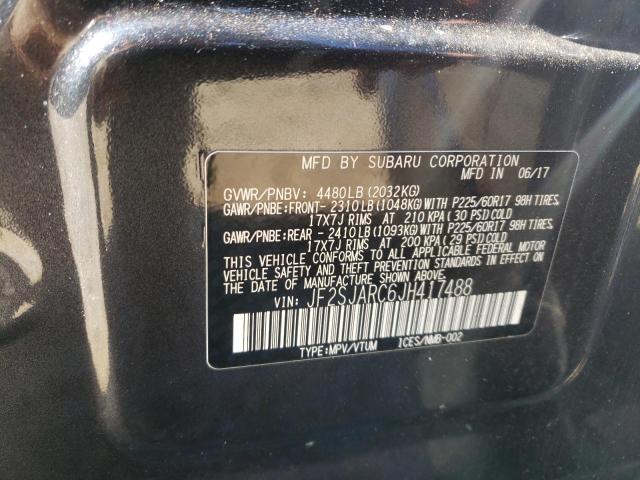 MFD BY SUBARU CORPORATION
MFD IN 06/17
GVWR/PNBV: 4480LB(2032KG)
GAWR/PNBE:FRONT- 2310LB(1048KG) WITH P225/60R17 98H TIRES,
17X7J RIMS AT 210 KPA(30 PSI)COLD
GAWR/PNBE:REAR - 2410LB(1093KG) WITH P225/60R17 98H TIRES,
17X7J RIMS AT 200 KPA(29 PSI)COLD
THIS VEHICLE CONFORMS TO ALL APPLICABLE FEDERAL MOTOR
VEHICLE SAFETY AND THEFT PREVENTION STANDARDS IN EFFECT ON
THE DATE OF MANUFACTURE SHOWN ABOVE.
VIN: JF2SJARC6JH417488
TYPE:MPV/VTUM ICES/NMB-002